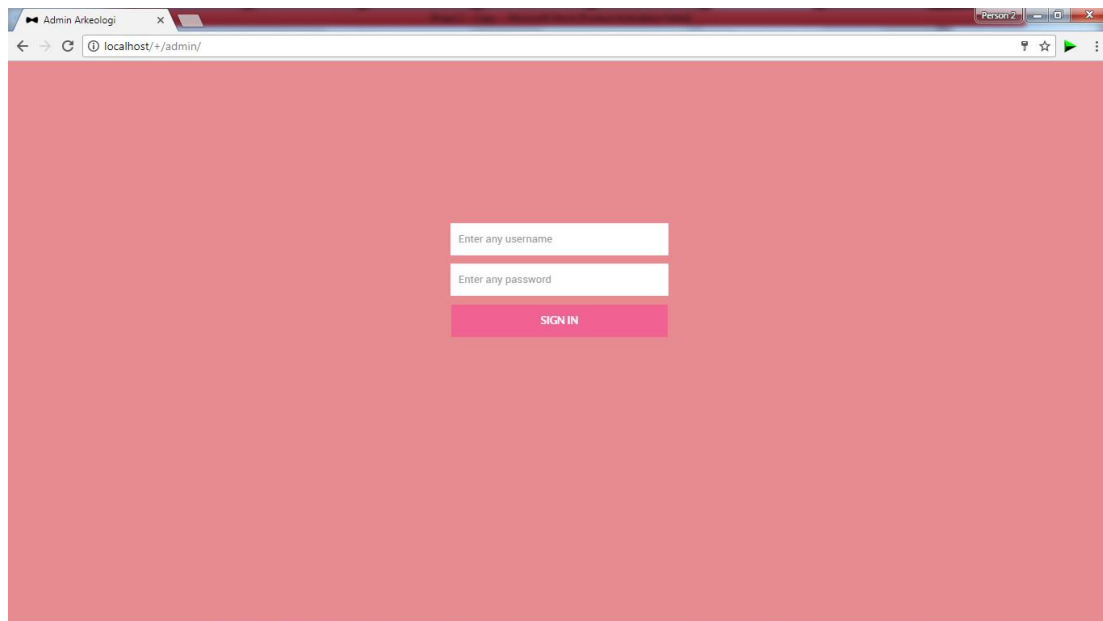 Admin Arkeologi
Person 2
localhost/+/admin/
Enter any username
Enter any password
SIGN IN